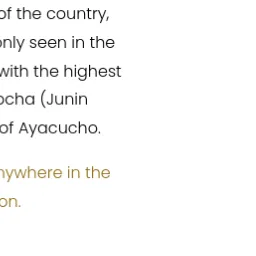 of the country,
only seen in the
with the highest
ocha (Junin
of Ayacucho.
nywhere in the
on.